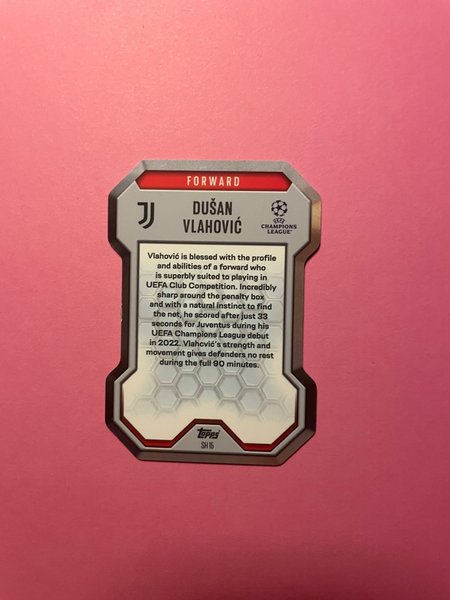 FORWARD
DUŠAN
VLAHOVIĆ
CHAMPIONS
LEAGUE
Vlahović is blessed with the profile
and abilities of a forward who
is superbly suited to playing in
UEFA Club Competition. Incredibly
sharp around the penalty box
and with a natural instinct to find
the net, he scored after just 33
seconds for Juventus during his
UEFA Champions League debut
in 2022. Vlahović's strength and
movement gives defenders no rest
during the full 90 minutes.
Topps
SH 15